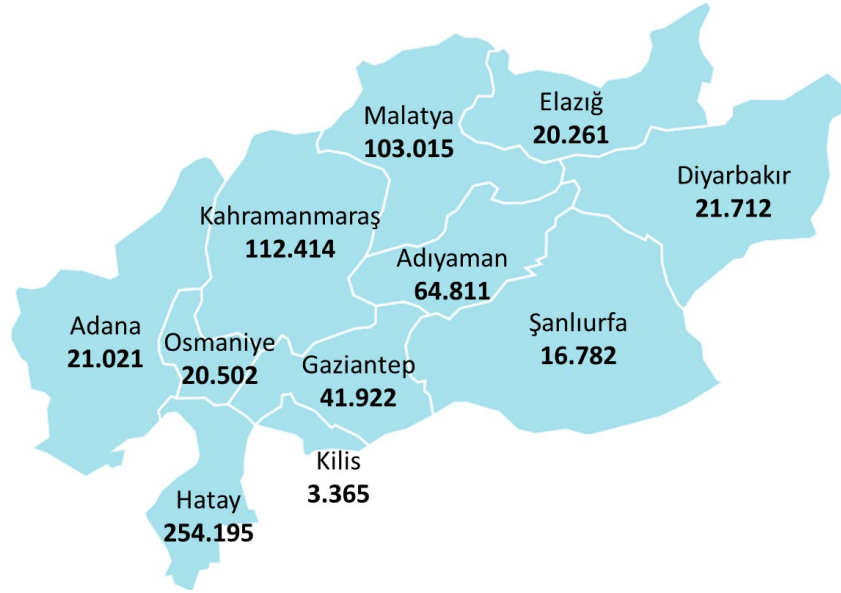 Elazığ
20.261
Malatya
103.015
Diyarbakır
21.712
Kahramanmaraş
112.414
Adıyaman
64.811
Adana
21.021
Osmaniye
20.502
Gaziantep
41.922
Şanlıurfa
16.782
Kilis
3.365
Hatay
254.195